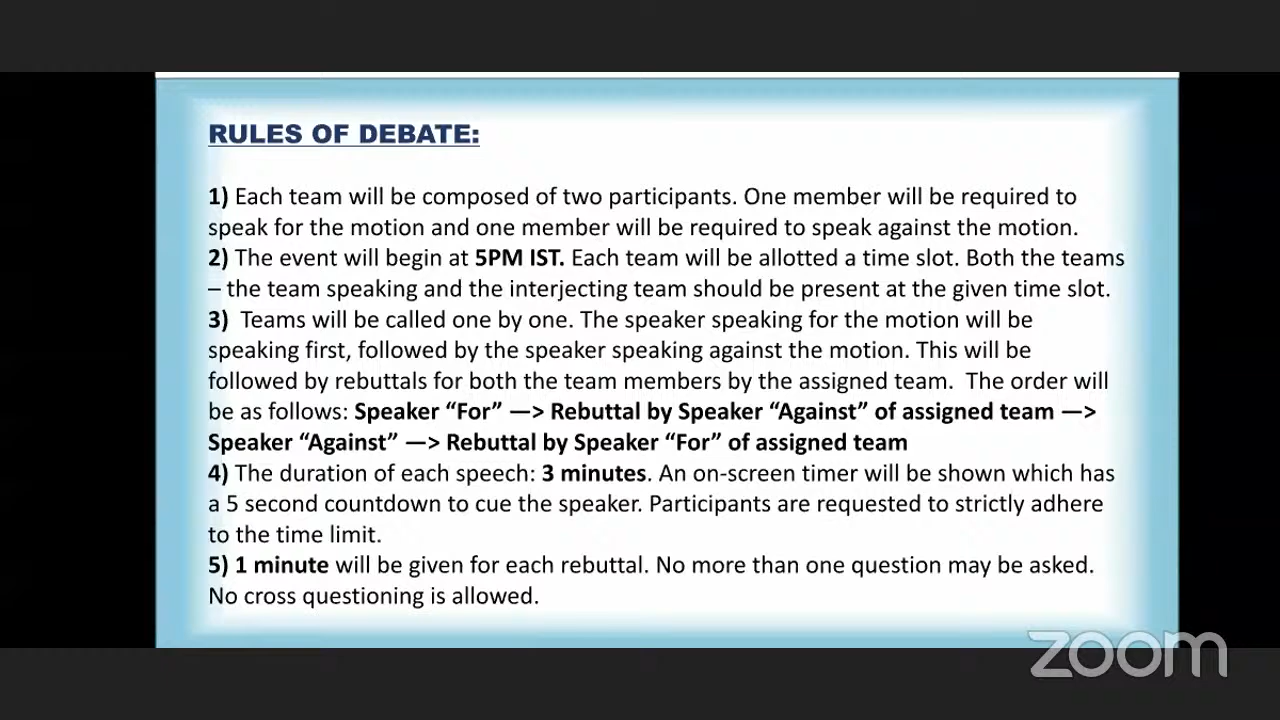 RULES OF DEBATE:
1) Each team will be composed of two participants. One member will be required to
speak for the motion and one member will be required to speak against the motion.
2) The event will begin at 5PM IST. Each team will be allotted a time slot. Both the teams
– the team speaking and the interjecting team should be present at the given time slot.
3)  Teams will be called one by one. The speaker speaking for the motion will be
speaking first, followed by the speaker speaking against the motion. This will be
followed by rebuttals for both the team members by the assigned team.  The order will
be as follows: Speaker “For” —> Rebuttal by Speaker “Against” of assigned team —>
Speaker “Against” —> Rebuttal by Speaker “For” of assigned team
4) The duration of each speech: 3 minutes. An on-screen timer will be shown which has
a 5 second countdown to cue the speaker. Participants are requested to strictly adhere
to the time limit.
5) 1 minute will be given for each rebuttal. No more than one question may be asked.
No cross questioning is allowed.
zoom